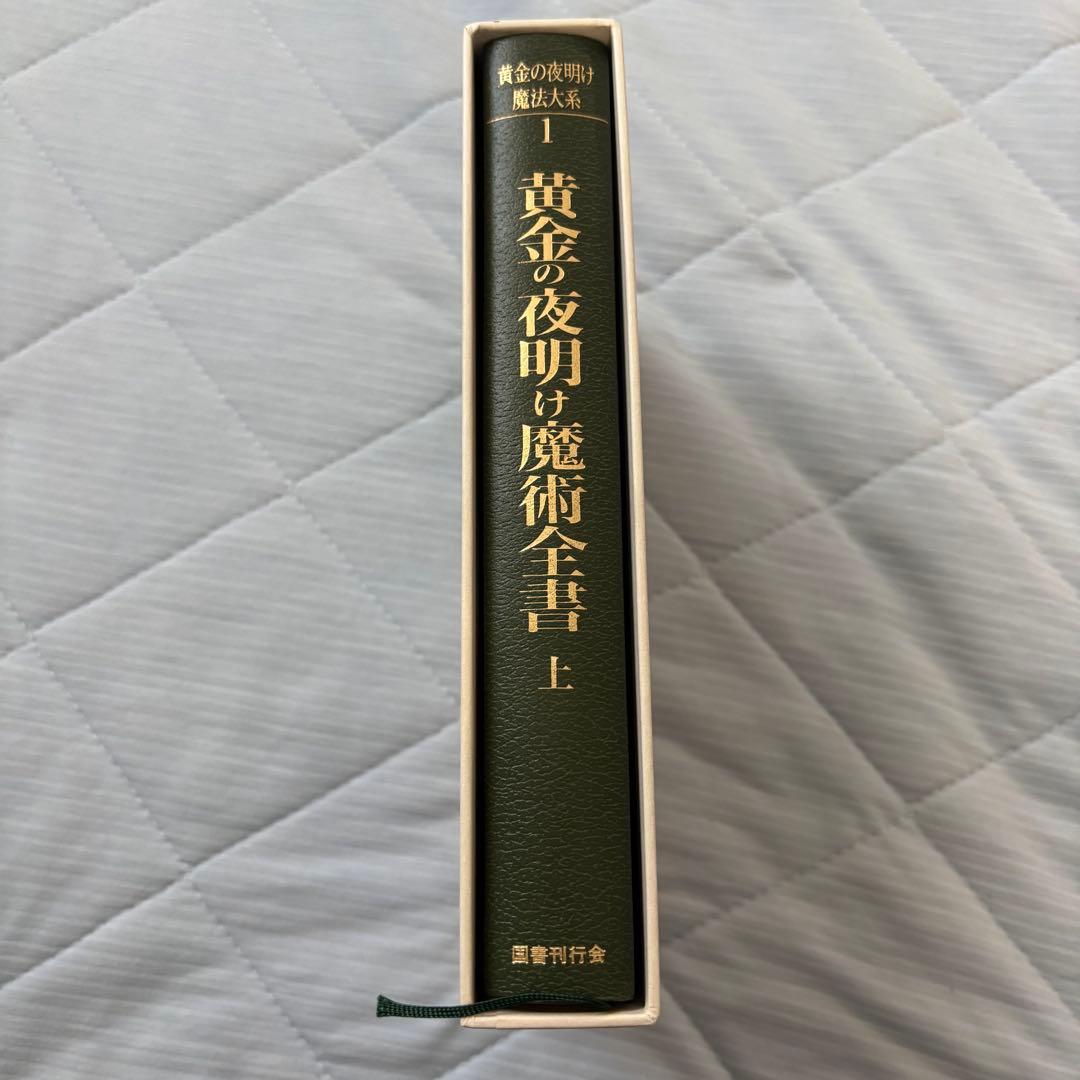 黄金の夜明け
魔法大系
1
黄金の夜明け魔術全書
上
国書刊行会